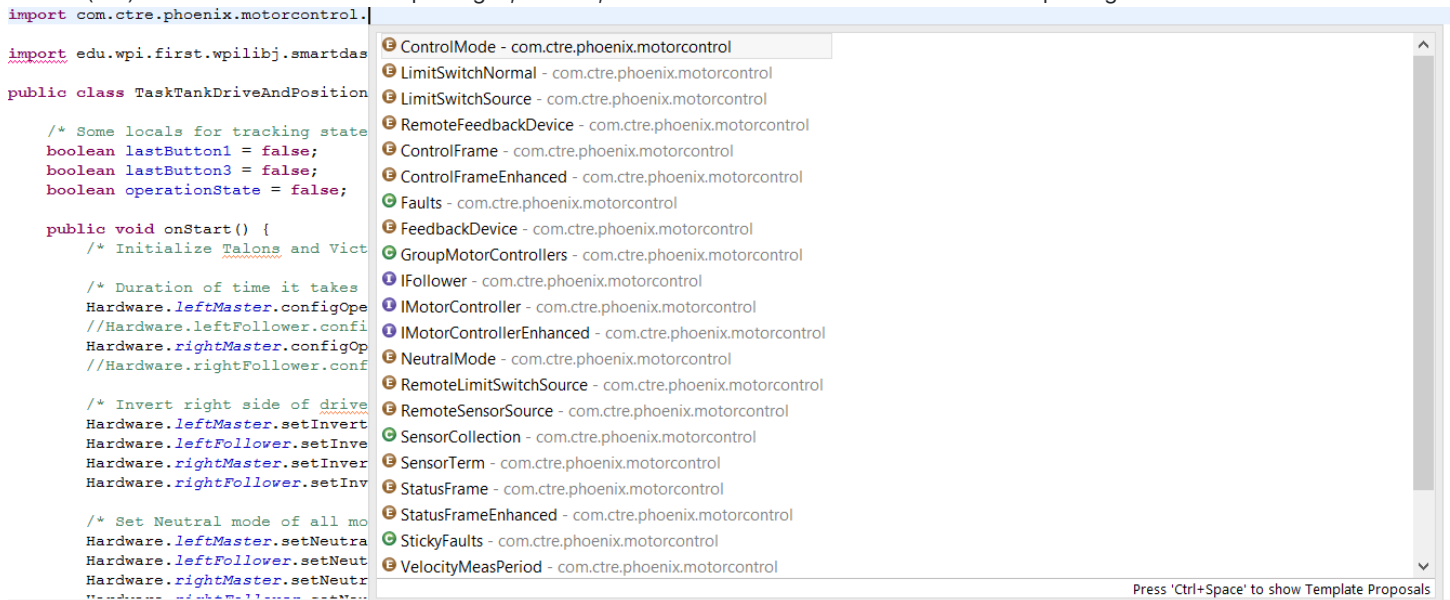 import com.ctre.phoenix.motorcontrol.
import edu.wpi.first.wpilibj.smartdas
public class TaskTankDriveAndPosition
/* Some locals for tracking state
boolean lastButton1 = false;
boolean lastButton3 = false;
boolean operationState = false;
public void onStart() {
/* Initialize Talons and Vict
/* Duration of time it takes
Hardware.leftMaster.configOpe
//Hardware.leftFollower.confi
Hardware.rightMaster.configOp
//Hardware.rightFollower.conf
/* Invert right side of drive
Hardware.leftMaster.setInvert
Hardware.leftFollower.setInve
Hardware.rightMaster.setInver
Hardware.rightFollower.setInv
/* Set Neutral mode of all mo
Hardware.leftMaster.setNeutra
Hardware.leftFollower.setNeut
Hardware.rightMaster.setNeutr
E ControlMode - com.ctre.phoenix.motorcontrol
E LimitSwitchNormal - com.ctre.phoenix.motorcontrol
E LimitSwitchSource - com.ctre.phoenix.motorcontrol
E RemoteFeedbackDevice - com.ctre.phoenix.motorcontrol
E ControlFrame - com.ctre.phoenix.motorcontrol
E ControlFrameEnhanced - com.ctre.phoenix.motorcontrol
C Faults - com.ctre.phoenix.motorcontrol
E FeedbackDevice - com.ctre.phoenix.motorcontrol
C GroupMotorControllers - com.ctre.phoenix.motorcontrol
I IFollower - com.ctre.phoenix.motorcontrol
I IMotorController - com.ctre.phoenix.motorcontrol
I IMotorControllerEnhanced - com.ctre.phoenix.motorcontrol
E NeutralMode - com.ctre.phoenix.motorcontrol
E RemoteLimitSwitchSource - com.ctre.phoenix.motorcontrol
E RemoteSensorSource - com.ctre.phoenix.motorcontrol
C SensorCollection - com.ctre.phoenix.motorcontrol
E SensorTerm - com.ctre.phoenix.motorcontrol
E StatusFrame - com.ctre.phoenix.motorcontrol
E StatusFrameEnhanced - com.ctre.phoenix.motorcontrol
C StickyFaults - com.ctre.phoenix.motorcontrol
E VelocityMeasPeriod - com.ctre.phoenix.motorcontrol
Press 'Ctrl+Space' to show Template Proposals